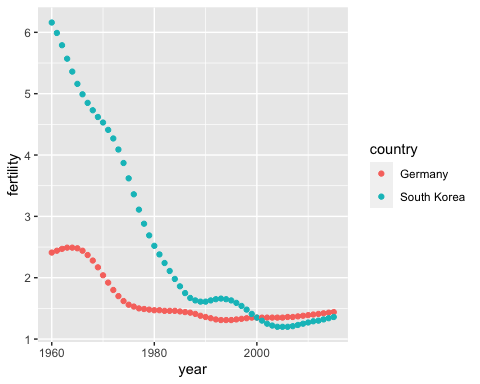 6
5
4
3
2
1
fertility
1960
1980
2000
year
country
Germany
South Korea